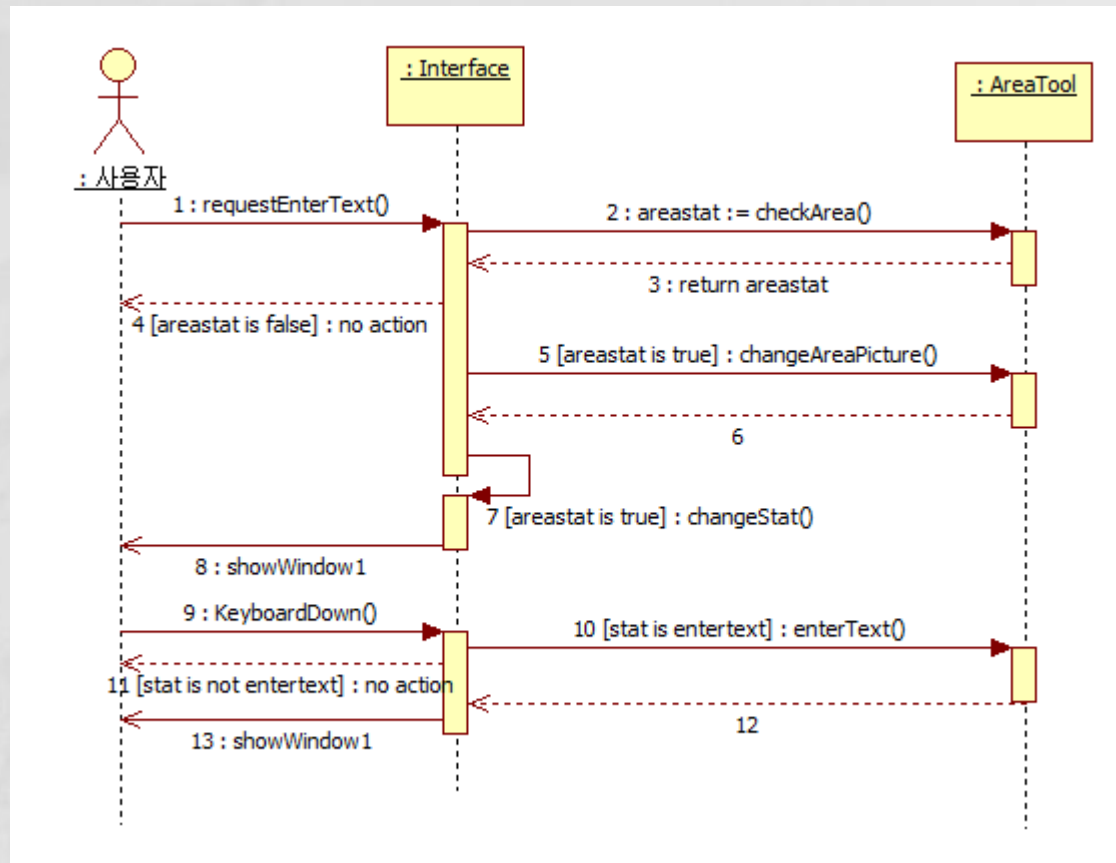 : Interface
: AreaTool
: 사용자
1 : requestEnterText()
2 : areastat := checkArea()
3 : return areastat
4 [areastat is false] : no action
5 [areastat is true] : changeAreaPicture()
6
7 [areastat is true] : changeStat()
8 : showWindow1
9 : KeyboardDown()
10 [stat is entertext] : enterText()
11 [stat is not entertext] : no action
12
13 : showWindow1